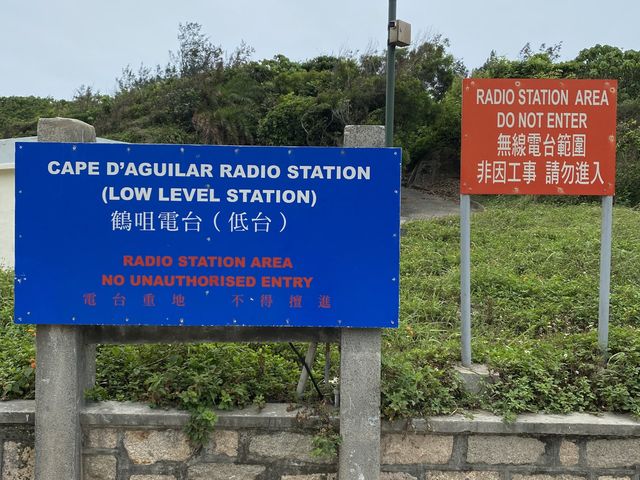 CAPE D'AGUILAR RADIO STATION
(LOW LEVEL STATION)
鶴咀電台（低台）
RADIO STATION AREA
NO UNAUTHORISED ENTRY
電台重地 不得擅進
RADIO STATION AREA
DO NOT ENTER
無線電台範圍
非因工事 請勿進入